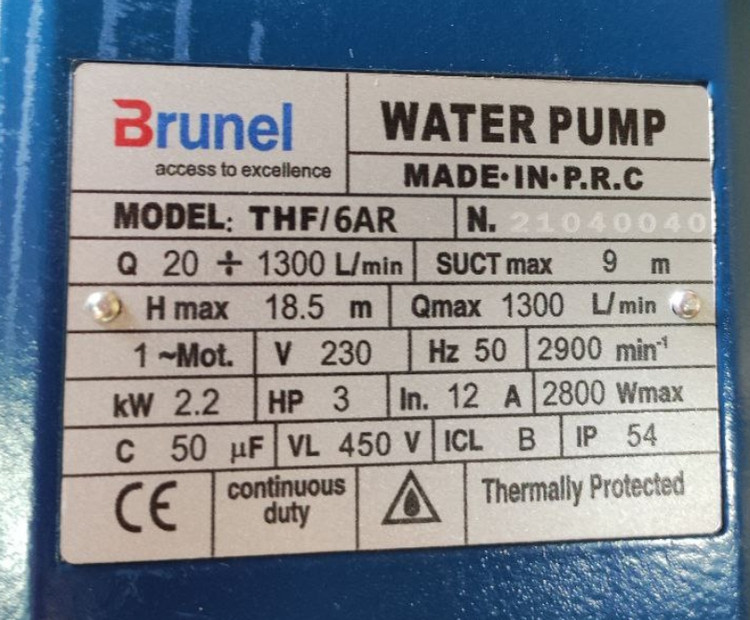 Brunel
access to excellence
WATER PUMP
MADE·IN·P.R.C
MODEL: THF/6AR N. 21040040
Q 20 ÷ 1300 L/min SUCT max 9 m
H max 18.5 m Qmax 1300 L/min
1~Mot. V 230 Hz 50 2900 min⁻¹
kW 2.2 HP 3 In. 12 A 2800 Wmax
C 50 µF VL 450 V ICL B IP 54
CE continuous duty Thermally Protected